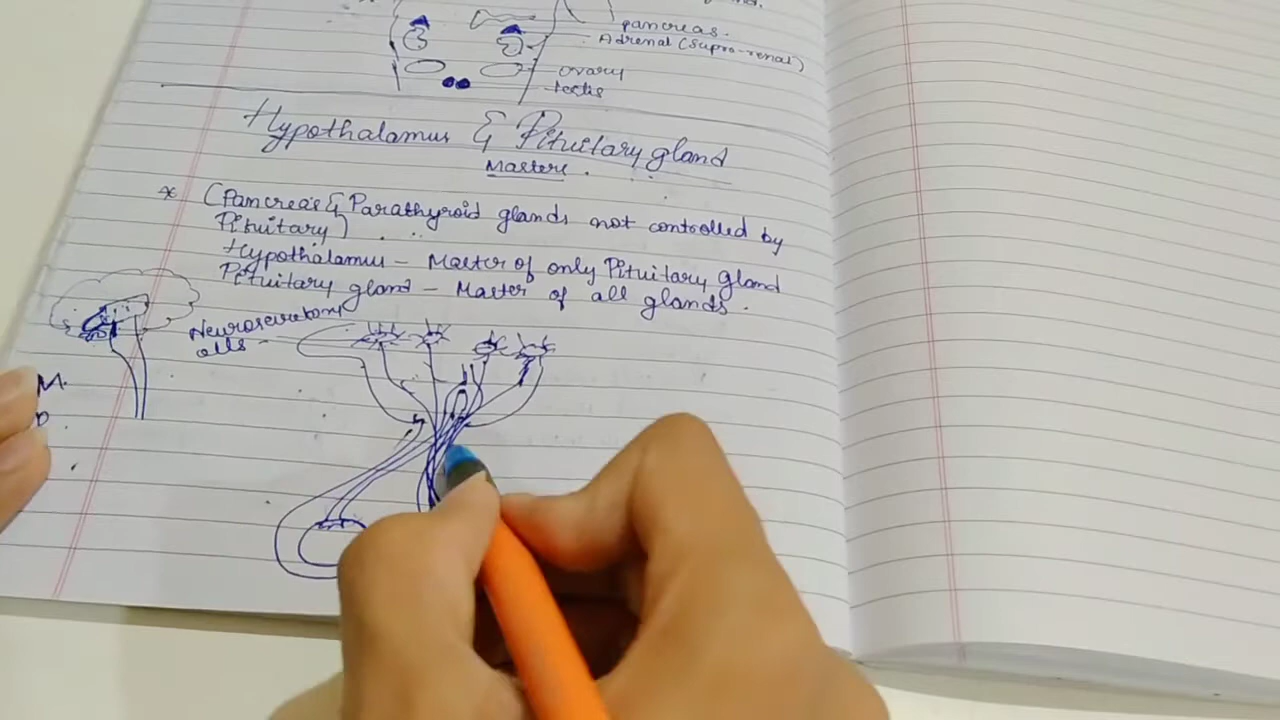 pancreas.
Adrenal (Supra-renal)
ovary
testis
Hypothalamus & Pituitary gland
Master
* (Pancreas & Parathyroid glands not controlled by
Pituitary)
Hypothalamus - Master of only Pituitary gland
Pituitary gland - Master of all glands.
Neurosecretory
cells -
M.